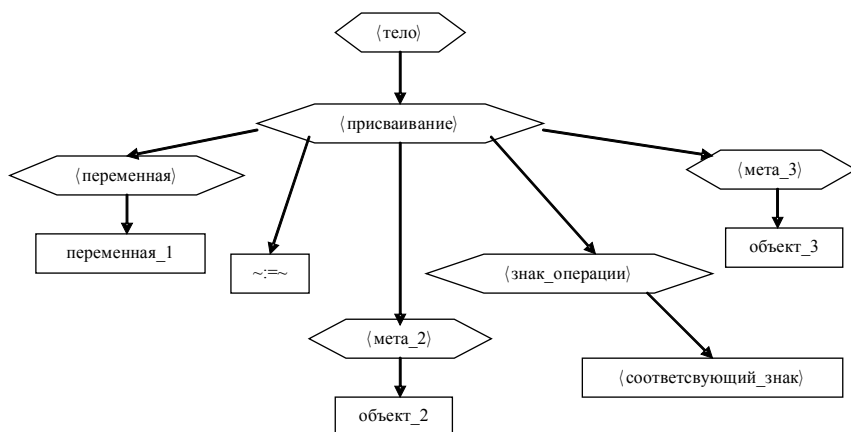 ⟨тело⟩
⟨присваивание⟩
⟨переменная⟩
⟨мета_3⟩
переменная_1
объект_3
~:=~
⟨знак_операции⟩
⟨мета_2⟩
⟨соответсвующий_знак⟩
объект_2